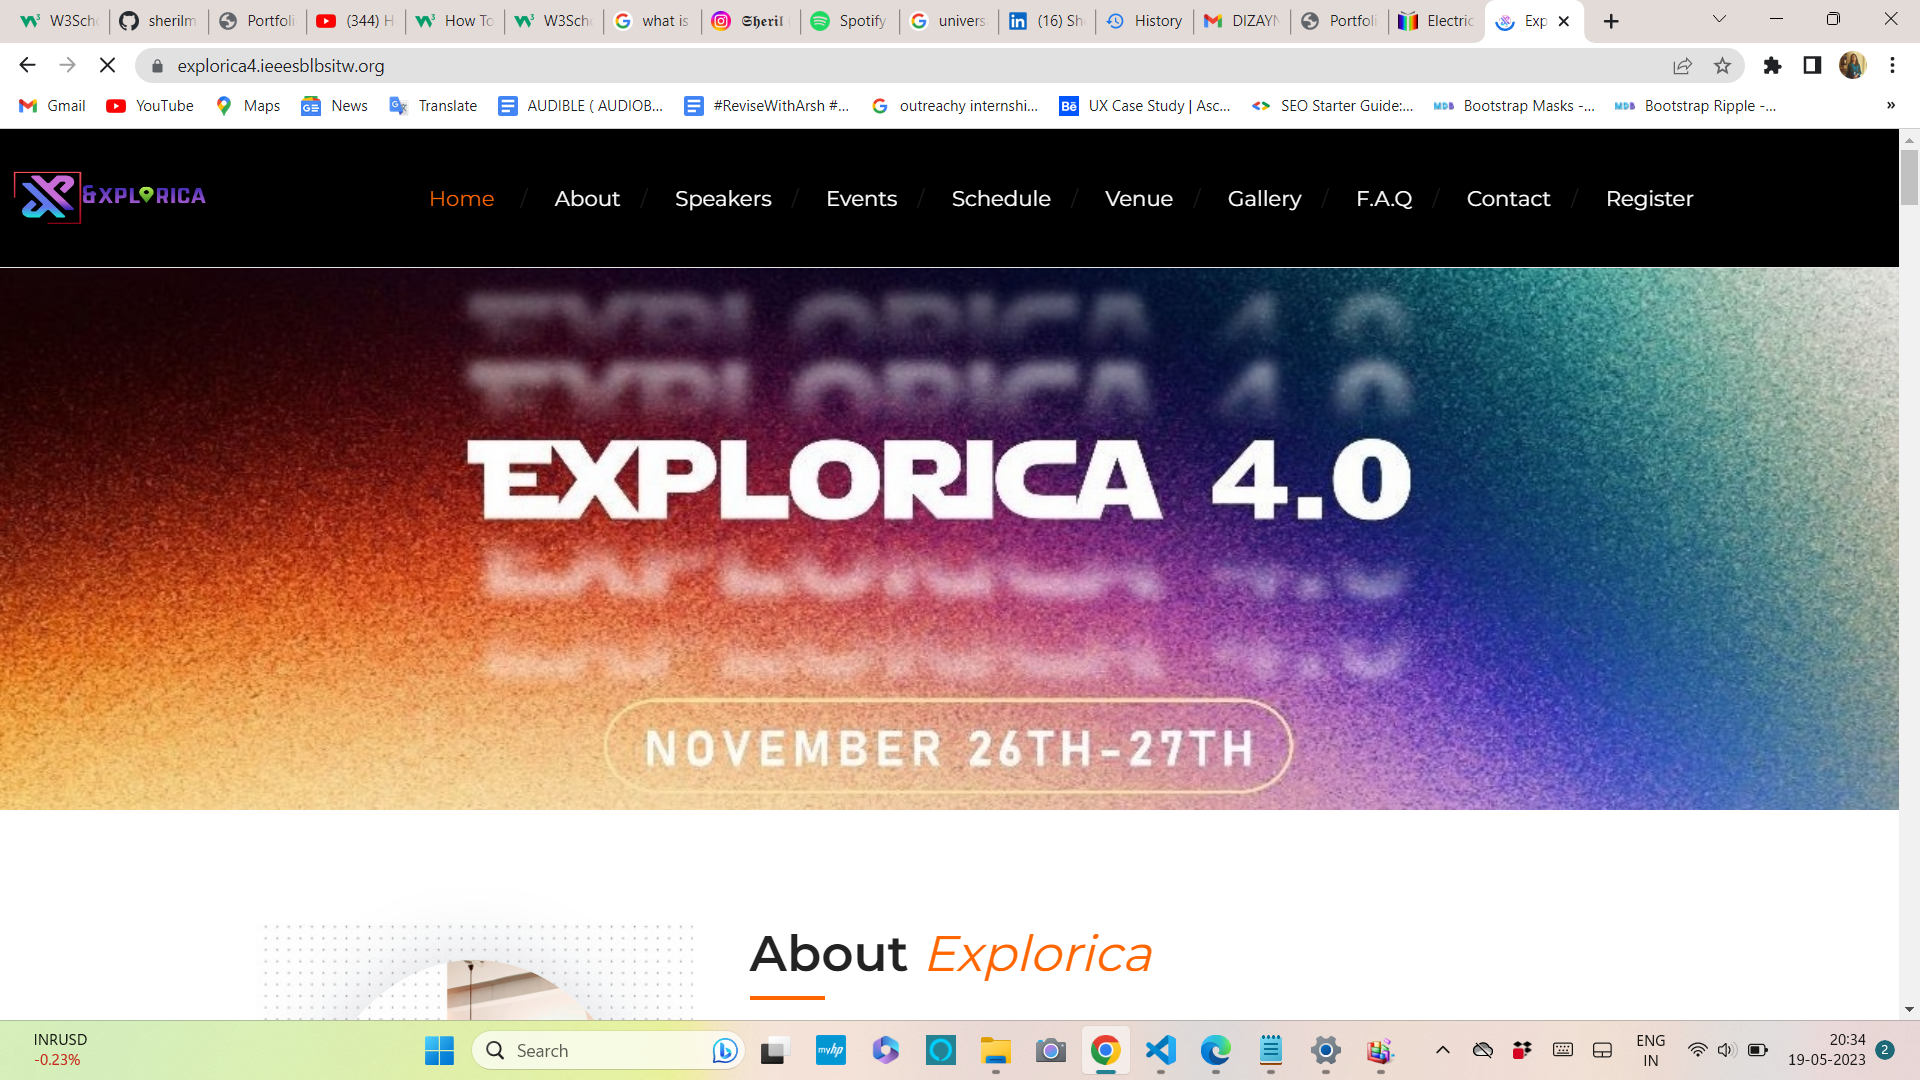 W3Scho
sherilm
Portfoli
(344) H
How To
W3Scho
what is
𝕾𝖍𝖊𝖗𝖎𝖑
Spotify
univers
(16) Sh
History
DIZAYN
Portfoli
Electric
Exp
explorica4.ieeesblbsitw.org
Gmail
YouTube
Maps
News
Translate
AUDIBLE ( AUDIOB...
#ReviseWithArsh #...
outreachy internshi...
UX Case Study | Asc...
SEO Starter Guide:...
Bootstrap Masks -...
Bootstrap Ripple -...
»
EXPLORICA
Home / About / Speakers / Events / Schedule / Venue / Gallery / F.A.Q / Contact / Register
EXPLORICA 4.0
NOVEMBER 26TH-27TH
About Explorica
INRUSD
-0.23%
Search
myhp
ENG
IN
20:34
19-05-2023
2